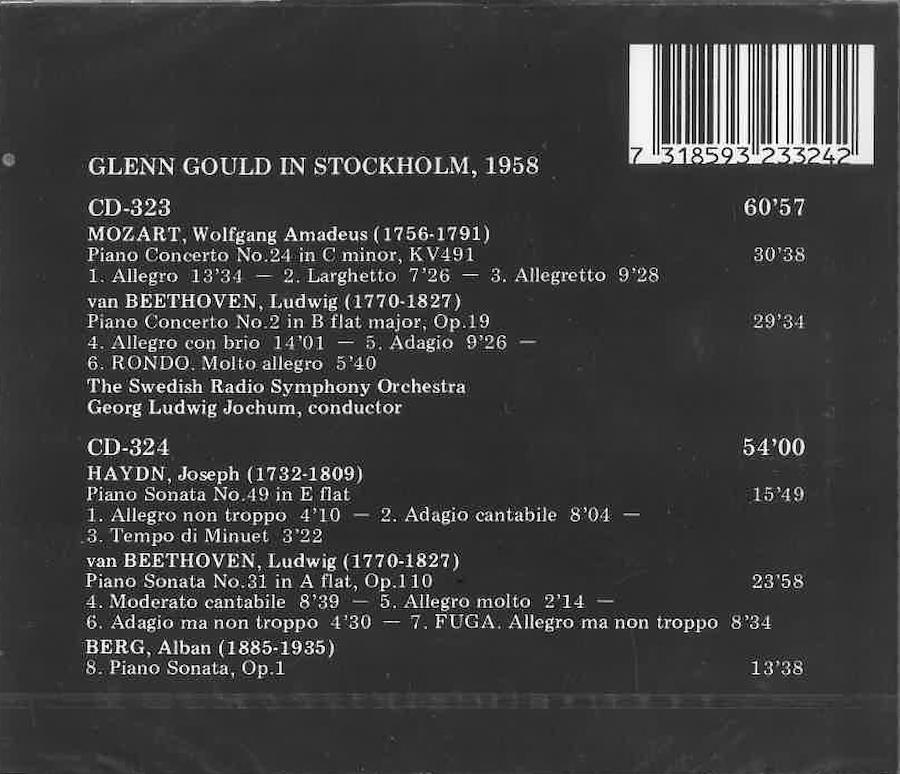 7 318593 233242
GLENN GOULD IN STOCKHOLM, 1958
CD-323 60'57
MOZART, Wolfgang Amadeus (1756-1791)
Piano Concerto No.24 in C minor, KV491 30'38
1. Allegro 13'34 — 2. Larghetto 7'26 — 3. Allegretto 9'28
van BEETHOVEN, Ludwig (1770-1827)
Piano Concerto No.2 in B flat major, Op.19 29'34
4. Allegro con brio 14'01 — 5. Adagio 9'26 —
6. RONDO. Molto allegro 5'40
The Swedish Radio Symphony Orchestra
Georg Ludwig Jochum, conductor
CD-324 54'00
HAYDN, Joseph (1732-1809)
Piano Sonata No.49 in E flat 15'49
1. Allegro non troppo 4'10 — 2. Adagio cantabile 8'04 —
3. Tempo di Minuet 3'22
van BEETHOVEN, Ludwig (1770-1827)
Piano Sonata No.31 in A flat, Op.110 23'58
4. Moderato cantabile 8'39 — 5. Allegro molto 2'14 —
6. Adagio ma non troppo 4'30 — 7. FUGA. Allegro ma non troppo 8'34
BERG, Alban (1885-1935)
8. Piano Sonata, Op.1 13'38